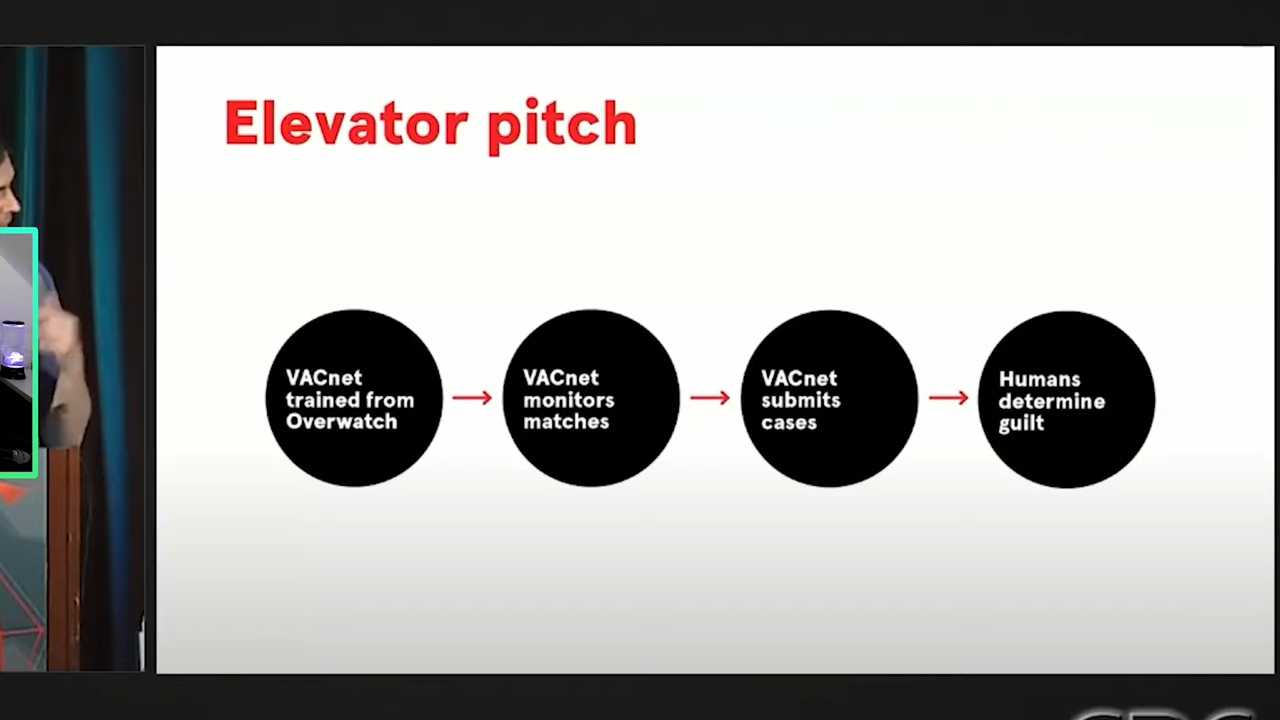 Elevator pitch
VACnet
trained from
Overwatch
VACnet
monitors
matches
VACnet
submits
cases
Humans
determine
guilt